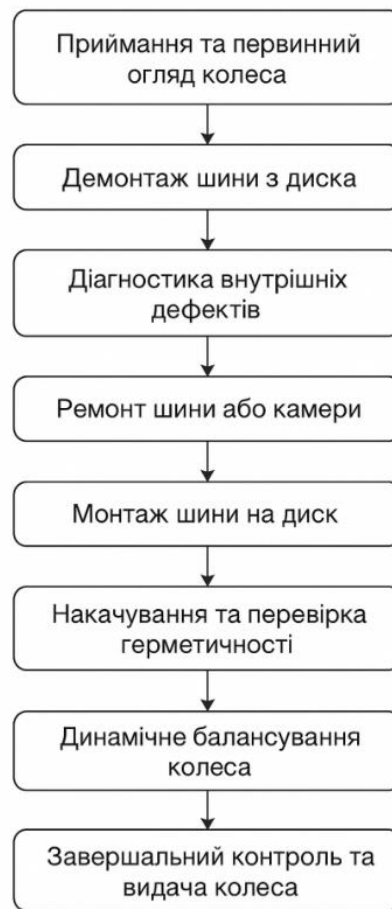 Приймання та первинний
огляд колеса
Демонтаж шини з диска
Діагностика внутрішніх
дефектів
Ремонт шини або камери
Монтаж шини на диск
Накачування та перевірка
герметичності
Динамічне балансування
колеса
Завершальний контроль та
видача колеса